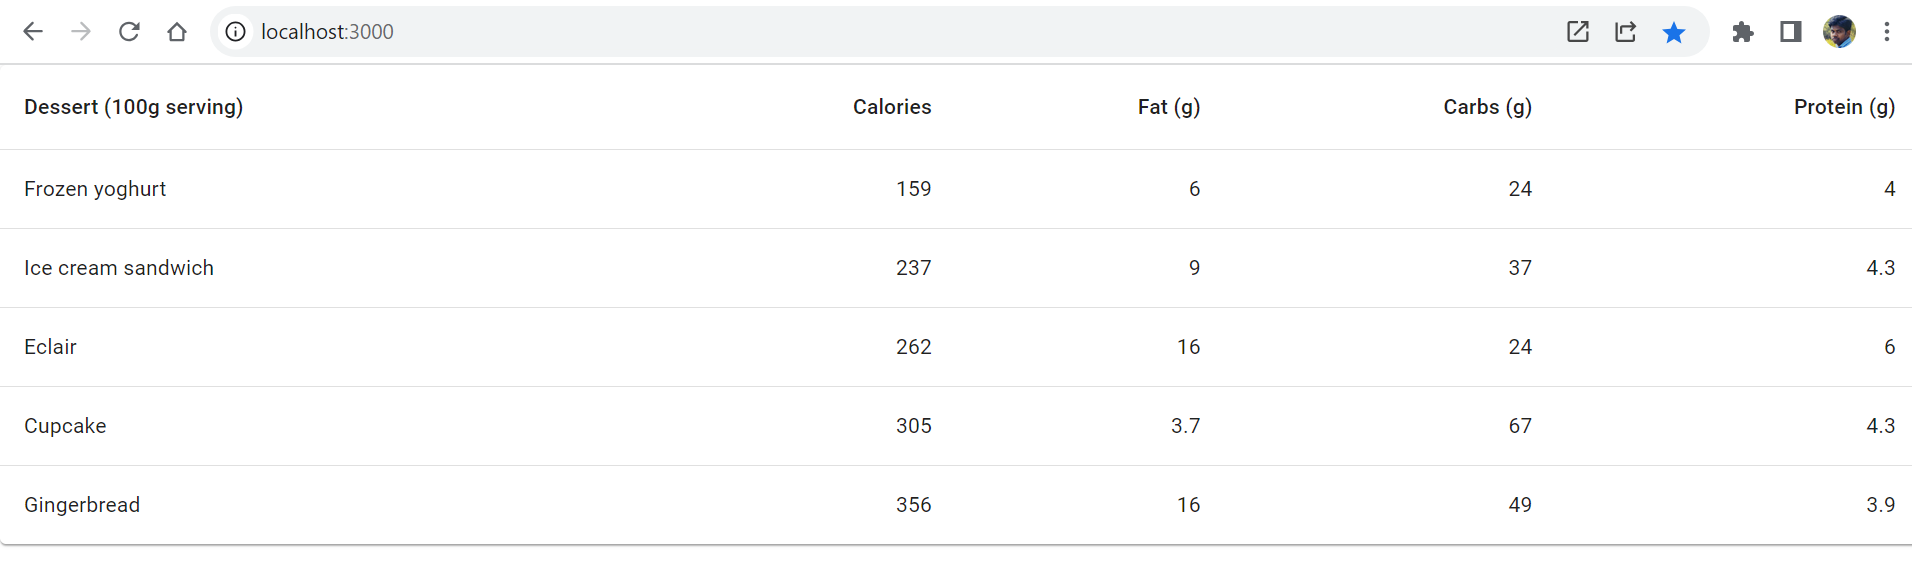 localhost:3000
Dessert (100g serving) Calories Fat (g) Carbs (g) Protein (g)
Frozen yoghurt 159 6 24 4
Ice cream sandwich 237 9 37 4.3
Eclair 262 16 24 6
Cupcake 305 3.7 67 4.3
Gingerbread 356 16 49 3.9